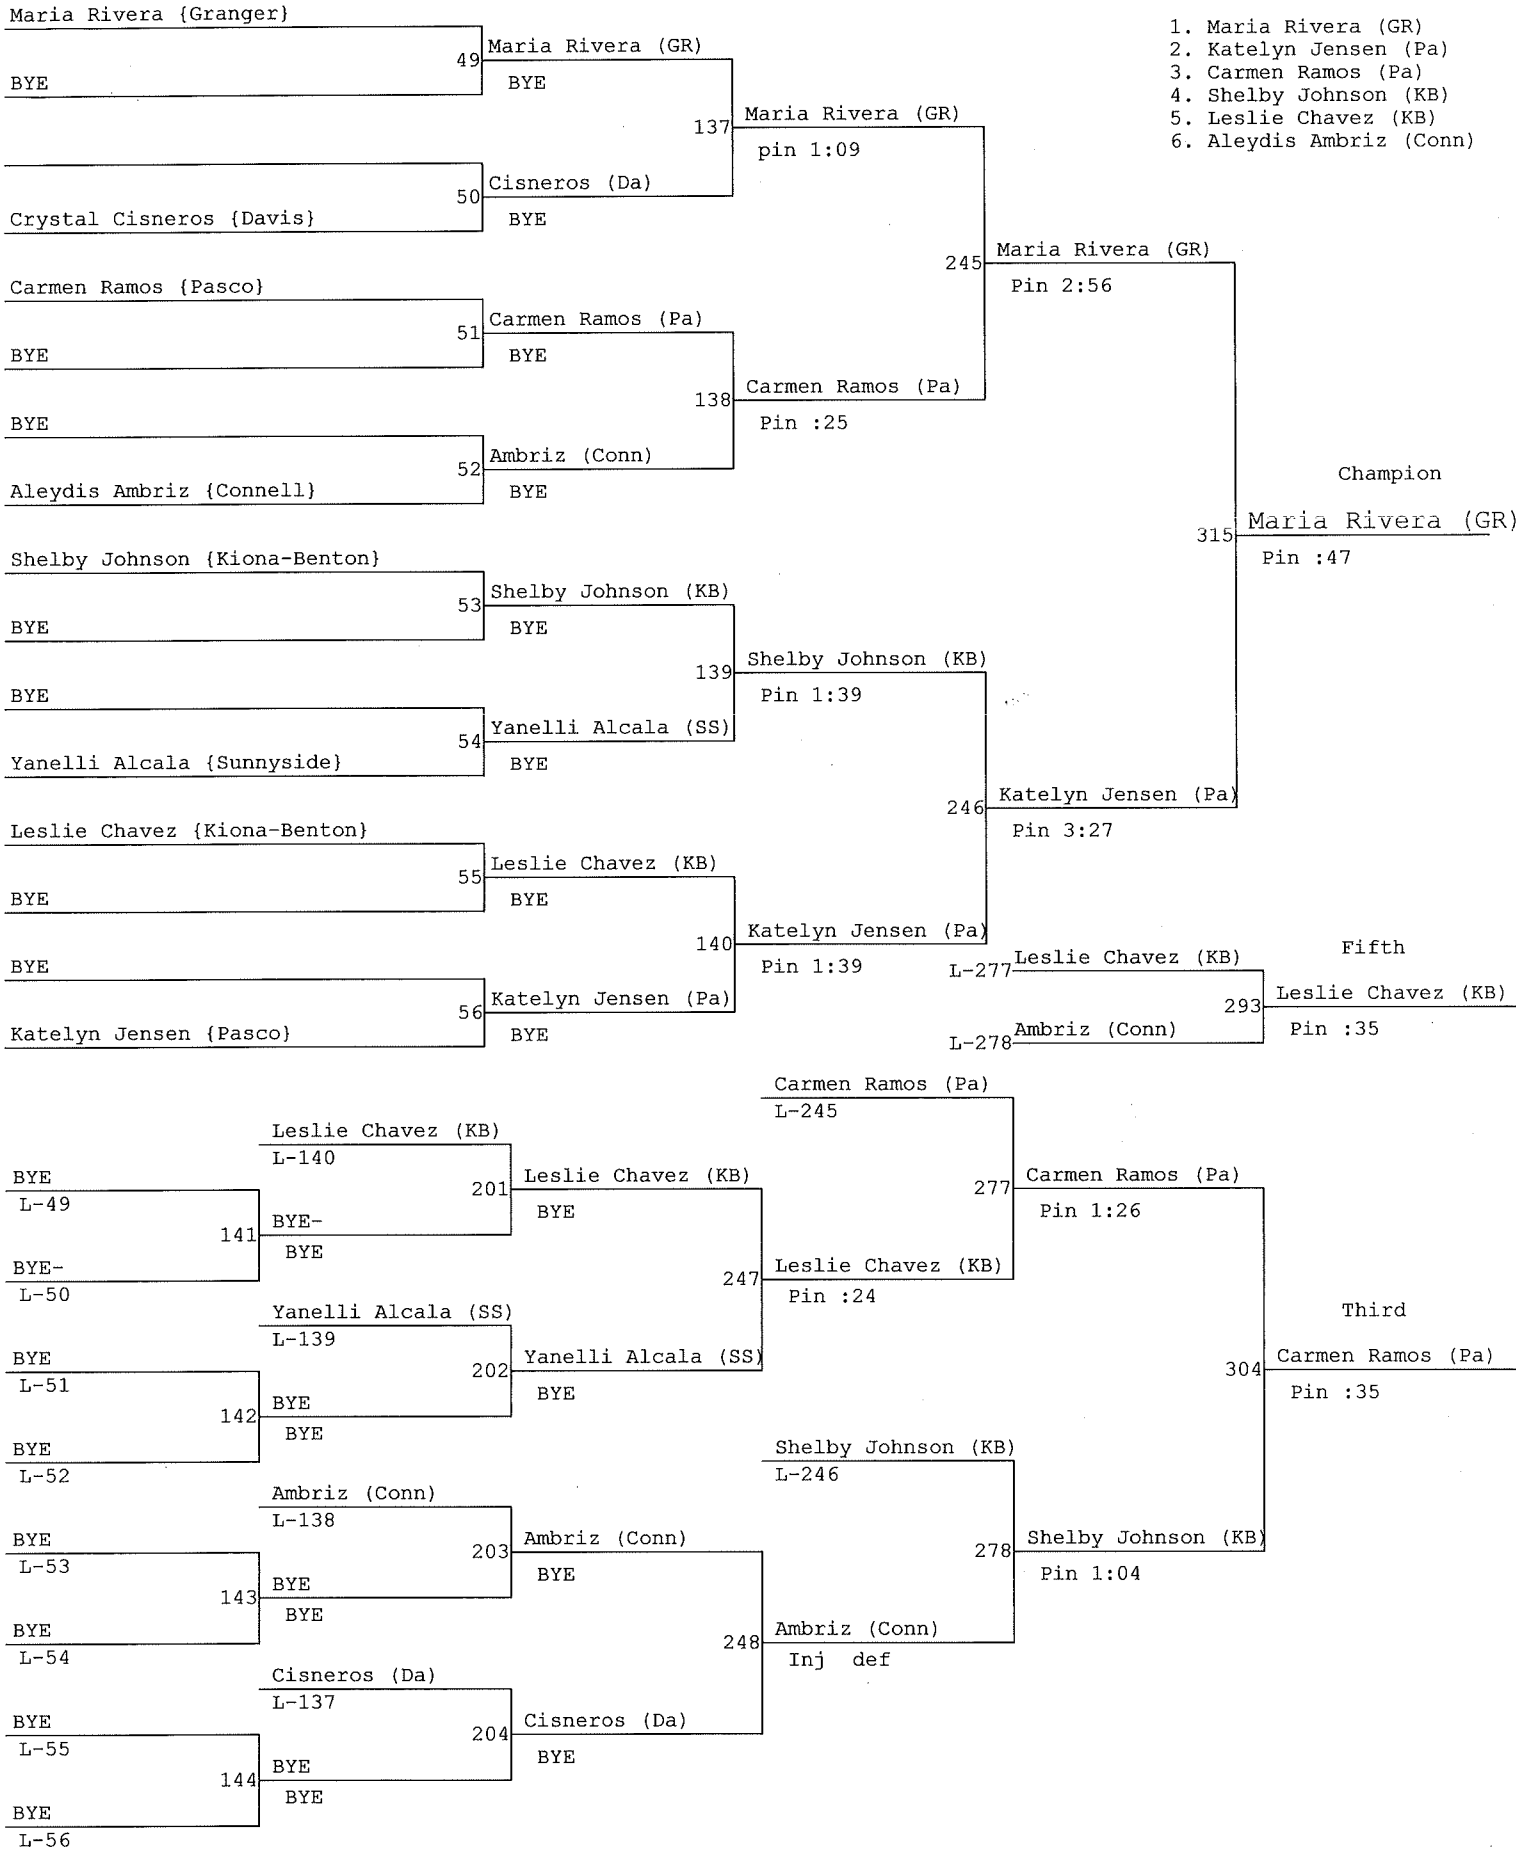 Maria Rivera {Granger}
49
Maria Rivera (GR)
BYE
BYE
137
Maria Rivera (GR)
pin 1:09
50
Cisneros (Da)
BYE
Crystal Cisneros {Davis}
245
Maria Rivera (GR)
Pin 2:56
Carmen Ramos {Pasco}
51
Carmen Ramos (Pa)
BYE
BYE
138
Carmen Ramos (Pa)
Pin :25
BYE
52
Ambriz (Conn)
BYE
Aleydis Ambriz {Connell}
1. Maria Rivera (GR)
2. Katelyn Jensen (Pa)
3. Carmen Ramos (Pa)
4. Shelby Johnson (KB)
5. Leslie Chavez (KB)
6. Aleydis Ambriz (Conn)
Champion
315
Maria Rivera (GR)
Pin :47
Shelby Johnson {Kiona-Benton}
53
Shelby Johnson (KB)
BYE
BYE
139
Shelby Johnson (KB)
Pin 1:39
BYE
54
Yanelli Alcala (SS)
BYE
Yanelli Alcala {Sunnyside}
246
Katelyn Jensen (Pa)
Pin 3:27
Leslie Chavez {Kiona-Benton}
55
Leslie Chavez (KB)
BYE
BYE
140
Katelyn Jensen (Pa)
Pin 1:39
BYE
56
Katelyn Jensen (Pa)
BYE
Katelyn Jensen {Pasco}
Fifth
L-277
Leslie Chavez (KB)
293
Leslie Chavez (KB)
Pin :35
L-278
Ambriz (Conn)
Carmen Ramos (Pa)
L-245
Leslie Chavez (KB)
L-140
BYE
L-49
141
BYE-
BYE
BYE-
L-50
201
Leslie Chavez (KB)
BYE
277
Carmen Ramos (Pa)
Pin 1:26
247
Leslie Chavez (KB)
Pin :24
Yanelli Alcala (SS)
L-139
BYE
L-51
142
BYE
BYE
BYE
L-52
202
Yanelli Alcala (SS)
BYE
Third
304
Carmen Ramos (Pa)
Pin :35
Shelby Johnson (KB)
L-246
Ambriz (Conn)
L-138
BYE
L-53
143
BYE
BYE
BYE
L-54
203
Ambriz (Conn)
BYE
278
Shelby Johnson (KB)
Pin 1:04
248
Ambriz (Conn)
Inj def
Cisneros (Da)
L-137
BYE
L-55
144
BYE
BYE
BYE
L-56
204
Cisneros (Da)
BYE